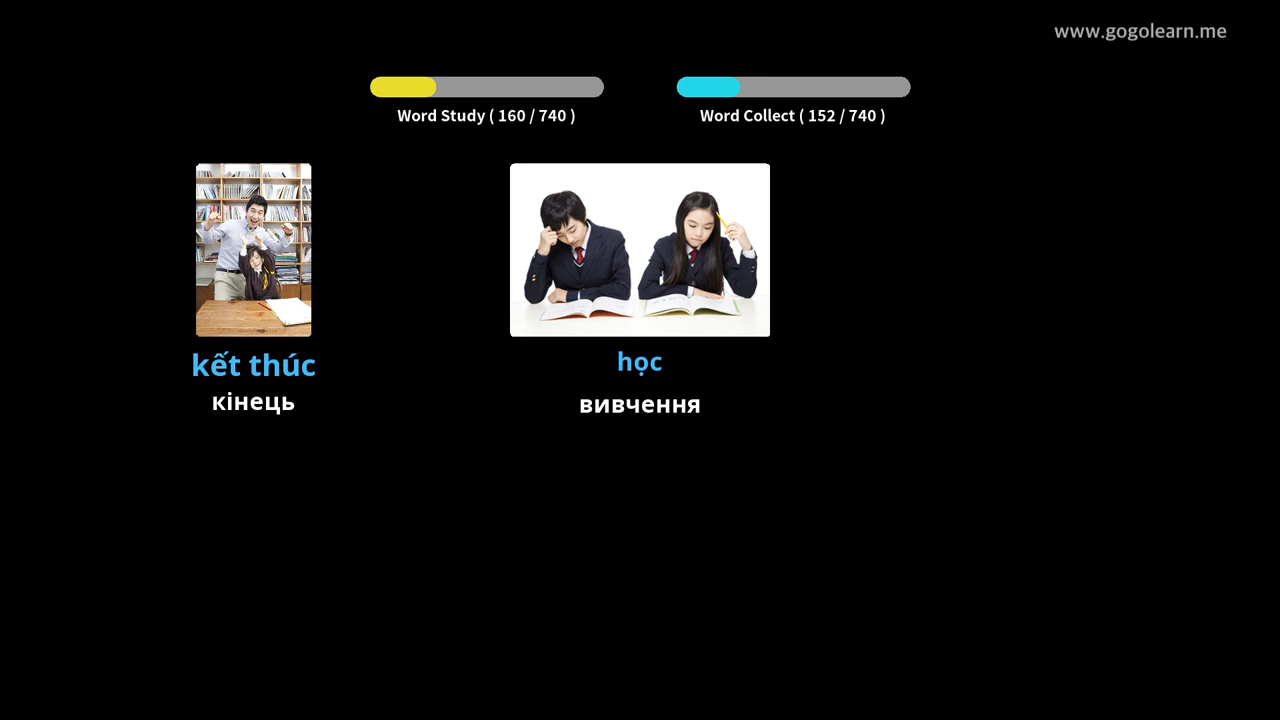 www.gogolearn.me
Word Study ( 160 / 740 )
Word Collect ( 152 / 740 )
kết thúc
кінець
học
вивчення